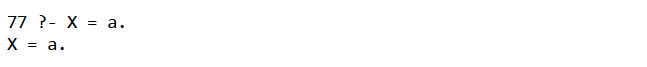 77 ?- X = a.
X = a.